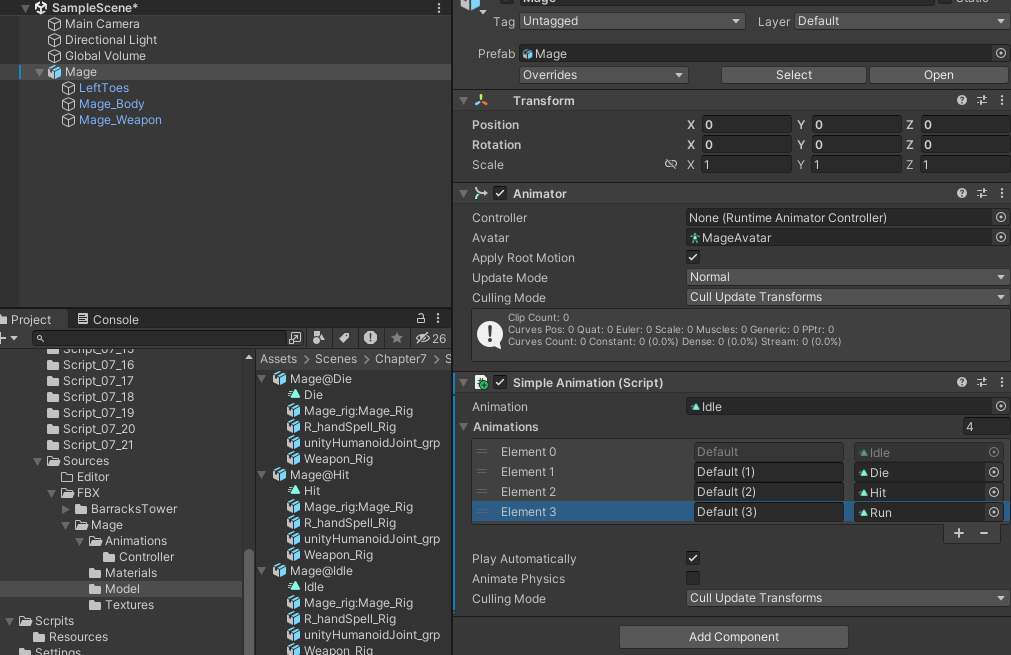 SampleScene*
Main Camera
Directional Light
Global Volume
Mage
LeftToes
Mage_Body
Mage_Weapon
Project
Console
26
Script_07_15
Script_07_16
Script_07_17
Script_07_18
Script_07_19
Script_07_20
Script_07_21
Sources
Editor
FBX
BarracksTower
Mage
Animations
Controller
Materials
Model
Textures
Scrpits
Resources
Settings
Assets > Scenes > Chapter7 > S
Mage@Die
Die
Mage_rig:Mage_Rig
R_handSpell_Rig
unityHumanoidJoint_grp
Weapon_Rig
Mage@Hit
Hit
Mage_rig:Mage_Rig
R_handSpell_Rig
unityHumanoidJoint_grp
Weapon_Rig
Mage@Idle
Idle
Mage_rig:Mage_Rig
R_handSpell_Rig
unityHumanoidJoint_grp
Weapon_Rig
Mage Static
Tag Untagged Layer Default
Prefab Mage
Overrides Select Open
Transform
Position X 0 Y 0 Z 0
Rotation X 0 Y 0 Z 0
Scale X 1 Y 1 Z 1
Animator
Controller None (Runtime Animator Controller)
Avatar MageAvatar
Apply Root Motion
Update Mode Normal
Culling Mode Cull Update Transforms
Clip Count: 0
Curves Pos: 0 Quat: 0 Euler: 0 Scale: 0 Muscles: 0 Generic: 0 PPtr: 0
Curves Count: 0 Constant: 0 (0.0%) Dense: 0 (0.0%) Stream: 0 (0.0%)
Simple Animation (Script)
Animation Idle
Animations 4
Element 0 Default Idle
Element 1 Default (1) Die
Element 2 Default (2) Hit
Element 3 Default (3) Run
+ −
Play Automatically
Animate Physics
Culling Mode Cull Update Transforms
Add Component